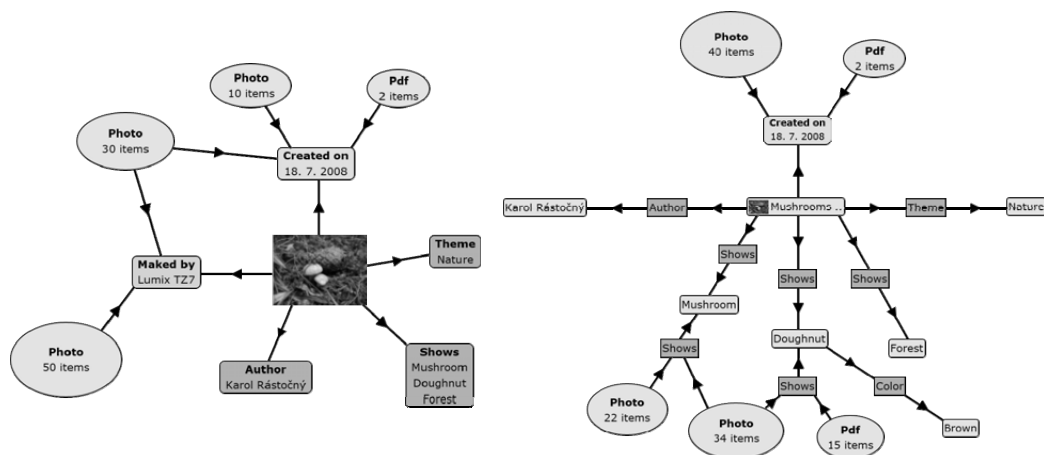 Photo
10 items
Pdf
2 items
Photo
30 items
Created on
18. 7. 2008
Maked by
Lumix TZ7
Theme
Nature
Photo
50 items
Author
Karol Rástočný
Shows
Mushroom
Doughnut
Forest
Photo
40 items
Pdf
2 items
Created on
18. 7. 2008
Karol Rástočný
Author
Mushrooms ..
Theme
Nature
Shows
Shows
Shows
Mushroom
Doughnut
Forest
Shows
Shows
Color
Photo
22 items
Photo
34 items
Pdf
15 items
Brown